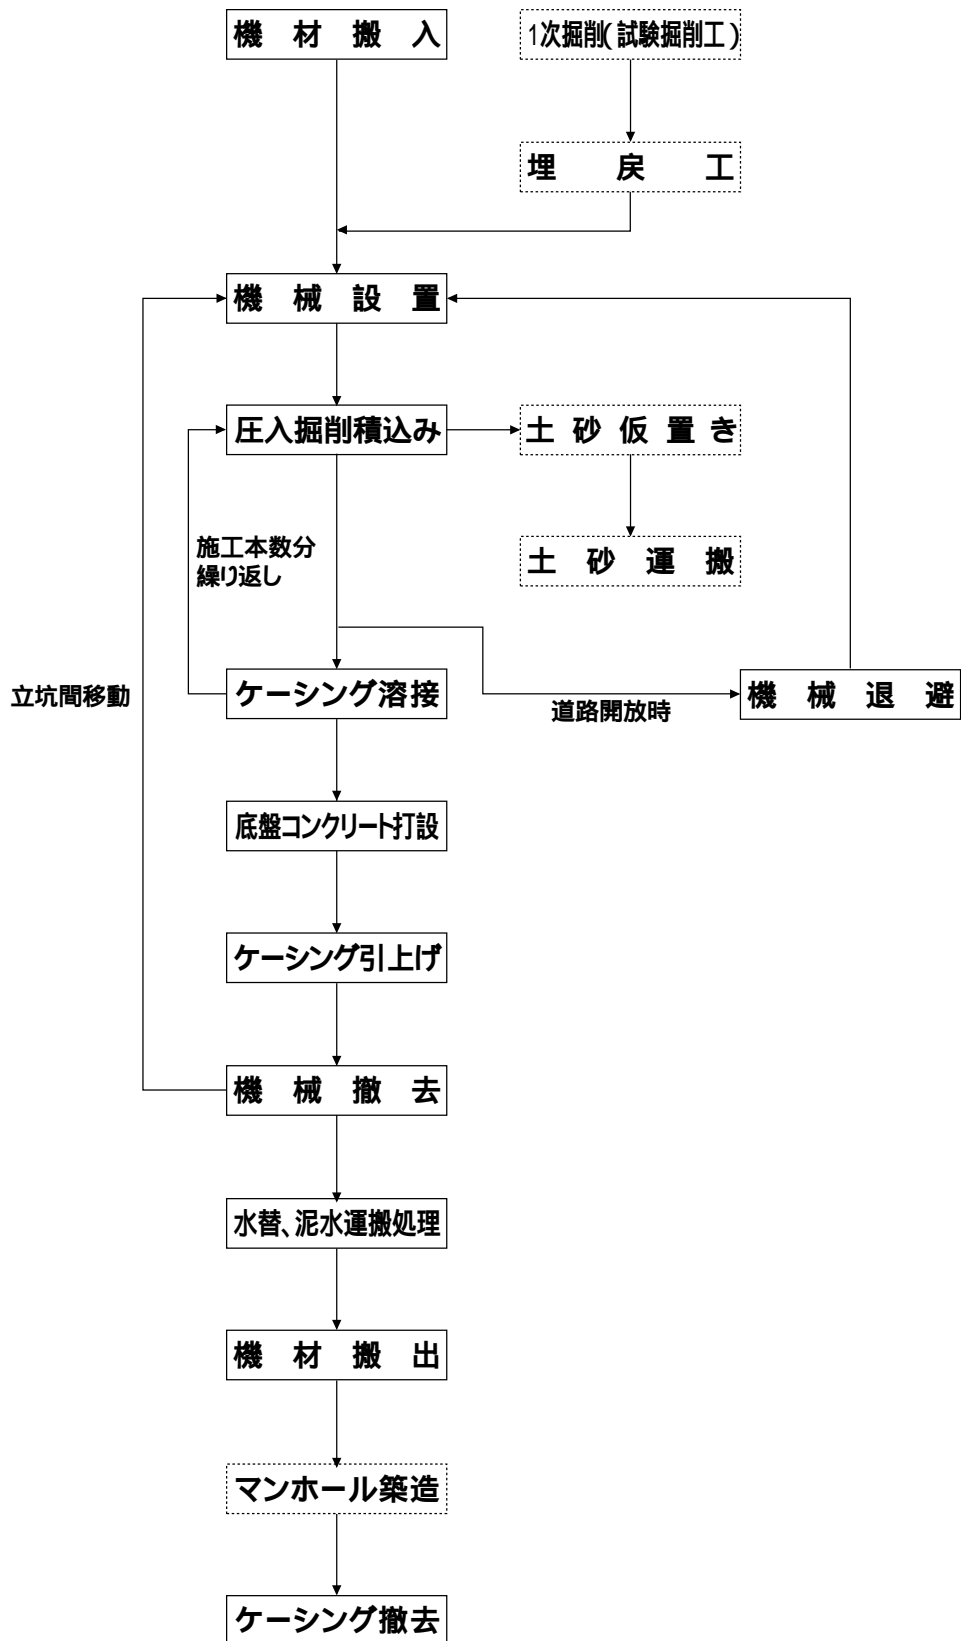 機材搬入
1次掘削(試験掘削工)
埋戻工
機械設置
圧入掘削積込み
土砂仮置き
施工本数分
繰り返し
土砂運搬
立坑間移動
ケーシング溶接
道路開放時
機械退避
底盤コンクリート打設
ケーシング引上げ
機械撤去
水替、泥水運搬処理
機材搬出
マンホール築造
ケーシング撤去